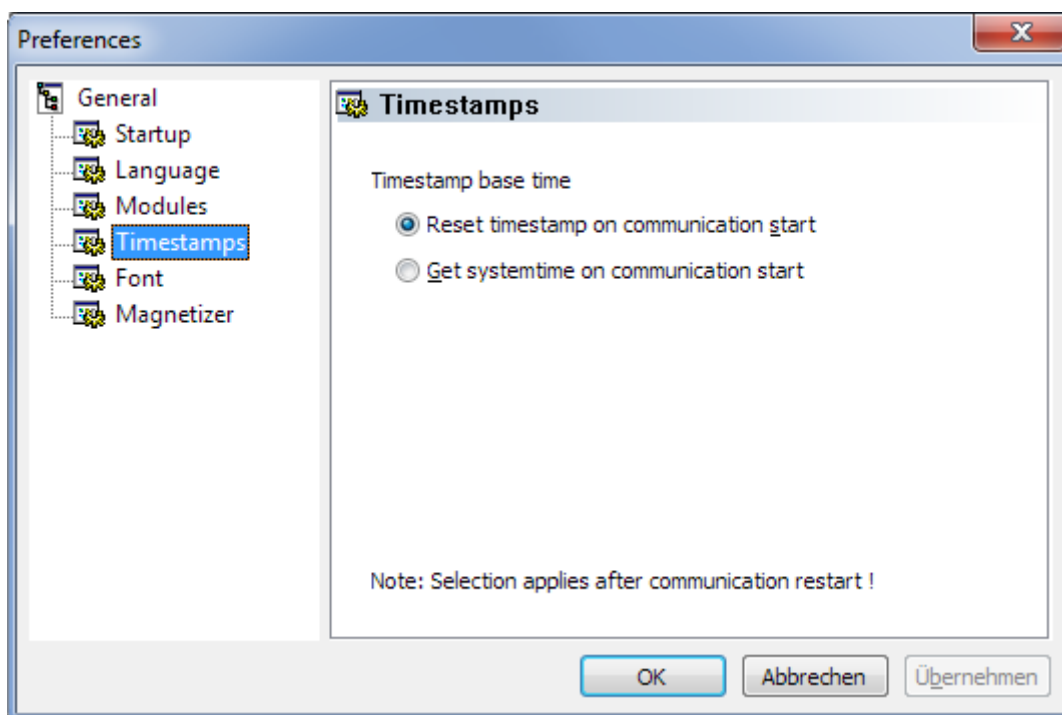 Preferences
General
Startup
Language
Modules
Timestamps
Font
Magnetizer
Timestamps
Timestamp base time
Reset timestamp on communication start
Get systemtime on communication start
Note: Selection applies after communication restart !
OK
Abbrechen
Übernehmen